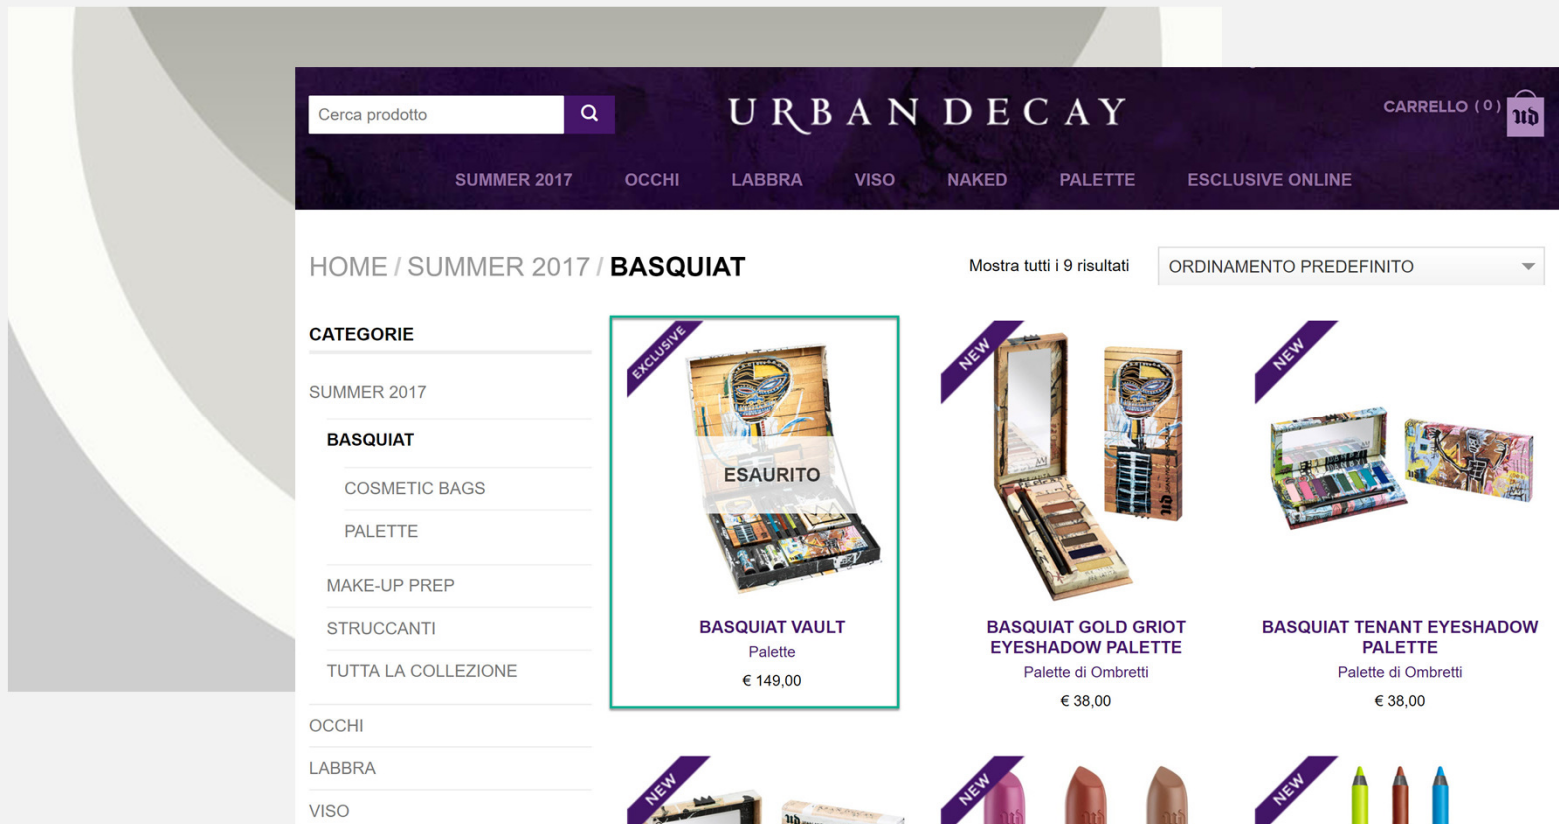 Cerca prodotto
URBAN DECAY
CARRELLO ( 0 )
UD
SUMMER 2017 OCCHI LABBRA VISO NAKED PALETTE ESCLUSIVE ONLINE
HOME / SUMMER 2017 / BASQUIAT
Mostra tutti i 9 risultati
ORDINAMENTO PREDEFINITO
CATEGORIE
SUMMER 2017
BASQUIAT
COSMETIC BAGS
PALETTE
MAKE-UP PREP
STRUCCANTI
TUTTA LA COLLEZIONE
OCCHI
LABBRA
VISO
EXCLUSIVE
ESAURITO
BASQUIAT VAULT
Palette
€ 149,00
NEW
BASQUIAT GOLD GRIOT
EYESHADOW PALETTE
Palette di Ombretti
€ 38,00
NEW
BASQUIAT TENANT EYESHADOW
PALETTE
Palette di Ombretti
€ 38,00
NEW
NEW
NEW